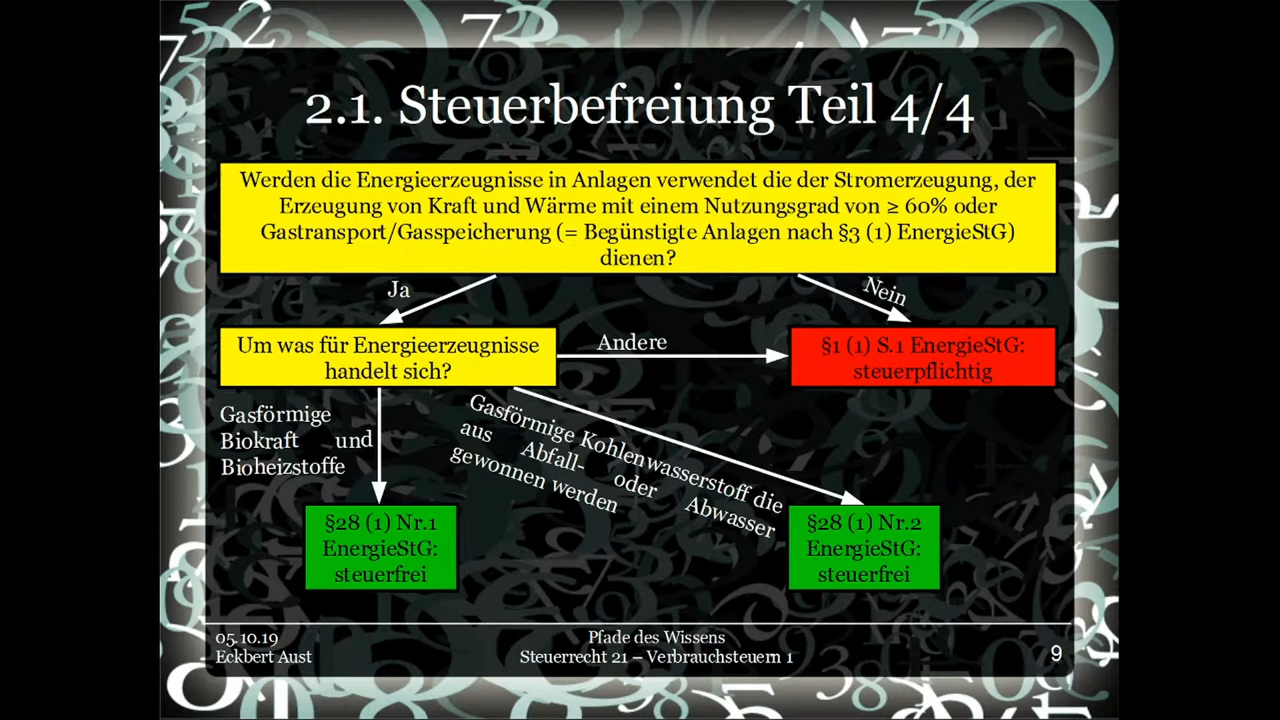 2.1. Steuerbefreiung Teil 4/4
Werden die Energieerzeugnisse in Anlagen verwendet die der Stromerzeugung, der
Erzeugung von Kraft und Wärme mit einem Nutzungsgrad von ≥ 60% oder
Gastransport/Gasspeicherung (= Begünstigte Anlagen nach §3 (1) EnergieStG)
dienen?
Ja
Nein
Um was für Energieerzeugnisse
handelt sich?
Andere
§1 (1) S.1 EnergieStG:
steuerpflichtig
Gasförmige
Biokraft und
Bioheizstoffe
Gasförmige Kohlenwasserstoff die
aus Abfall- oder Abwasser
gewonnen werden
§28 (1) Nr.1
EnergieStG:
steuerfrei
§28 (1) Nr.2
EnergieStG:
steuerfrei
05.10.19
Eckbert Aust
Pfade des Wissens
Steuerrecht 21 – Verbrauchsteuern 1
9